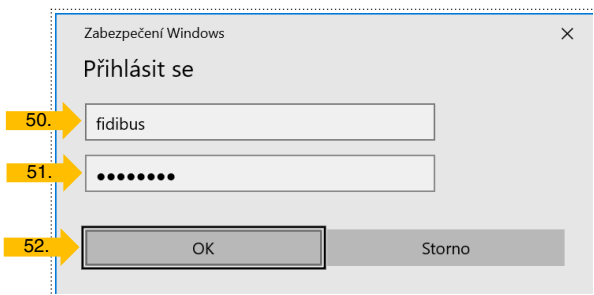 Zabezpečení Windows
Přihlásit se
50. fidibus
51. ●●●●●●●●
52. OK Storno